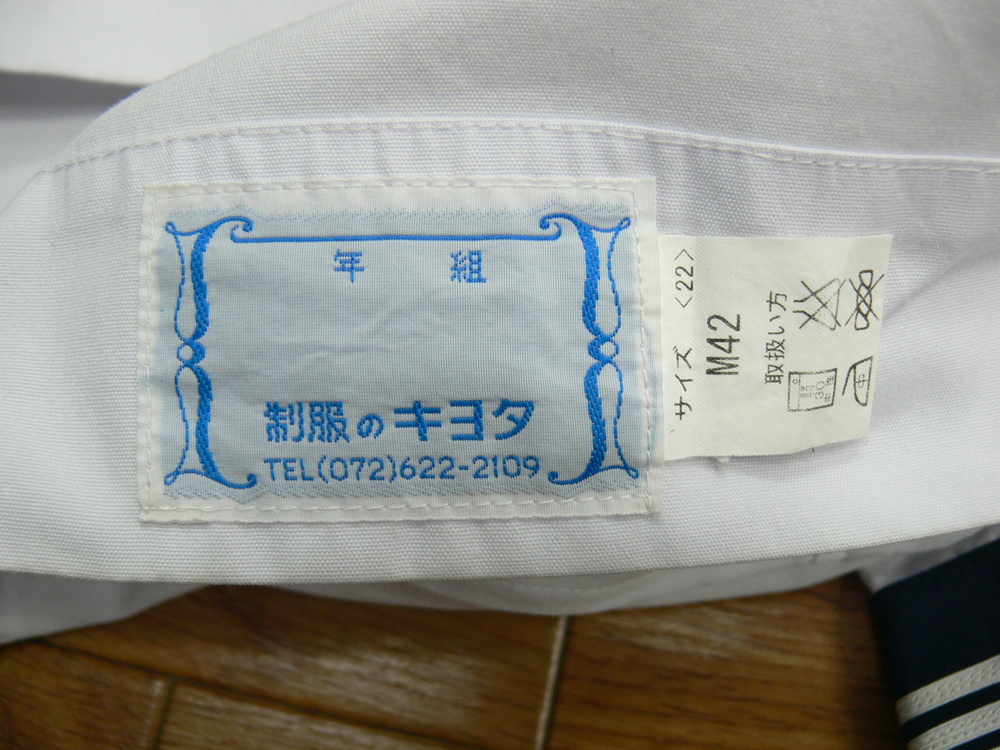 年 組
制服のキヨタ
TEL(072)622-2109
サイズ <22>
M42
取扱い方
中